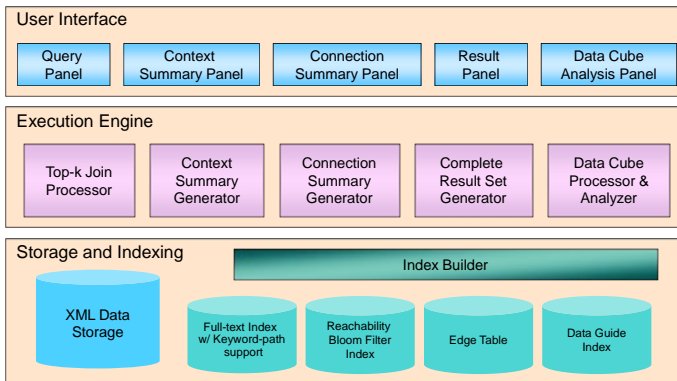 User Interface
Query
Panel
Context
Summary Panel
Connection
Summary Panel
Result
Panel
Data Cube
Analysis Panel
Execution Engine
Top-k Join
Processor
Context
Summary
Generator
Connection
Summary
Generator
Complete
Result Set
Generator
Data Cube
Processor &
Analyzer
Storage and Indexing
Index Builder
XML Data
Storage
Full-text Index
w/ Keyword-path
support
Reachability
Bloom Filter
Index
Edge Table
Data Guide
Index